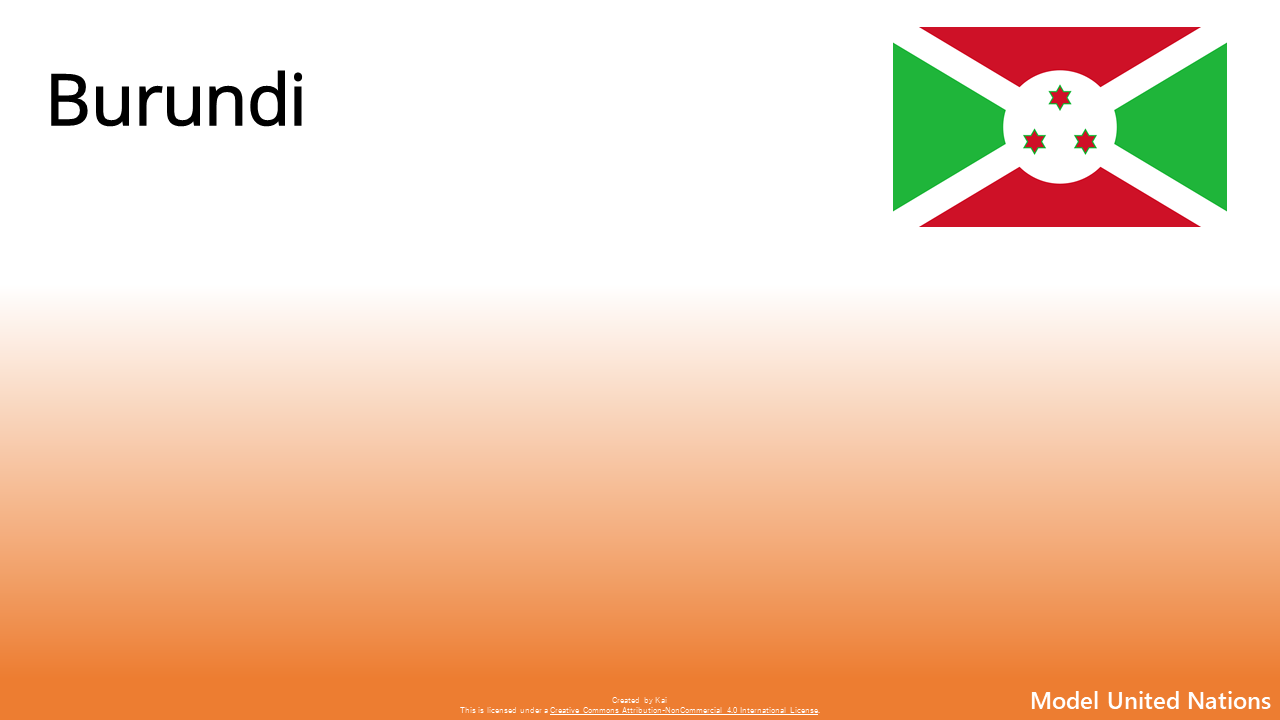 Burundi
Created by Kai
This is licensed under a Creative Commons Attribution-NonCommercial 4.0 International License.
Model United Nations